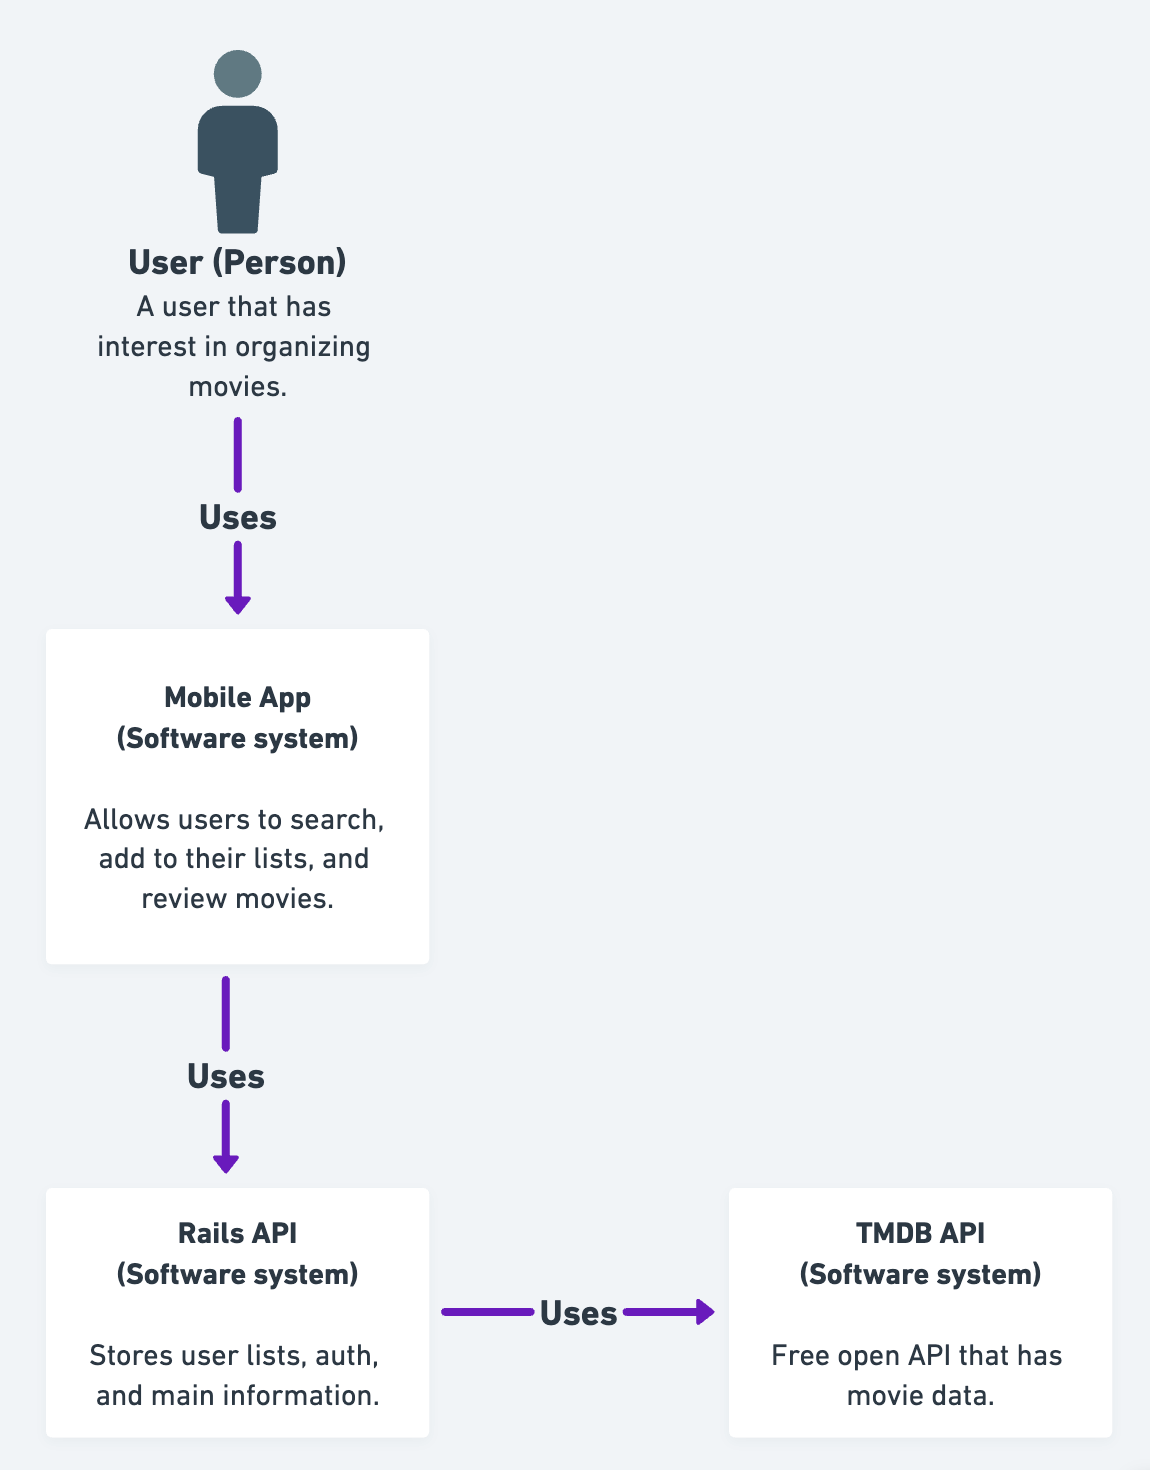 User (Person)
A user that has
interest in organizing
movies.
Uses
Mobile App
(Software system)
Allows users to search,
add to their lists, and
review movies.
Uses
Rails API
(Software system)
Stores user lists, auth,
and main information.
Uses
TMDB API
(Software system)
Free open API that has
movie data.